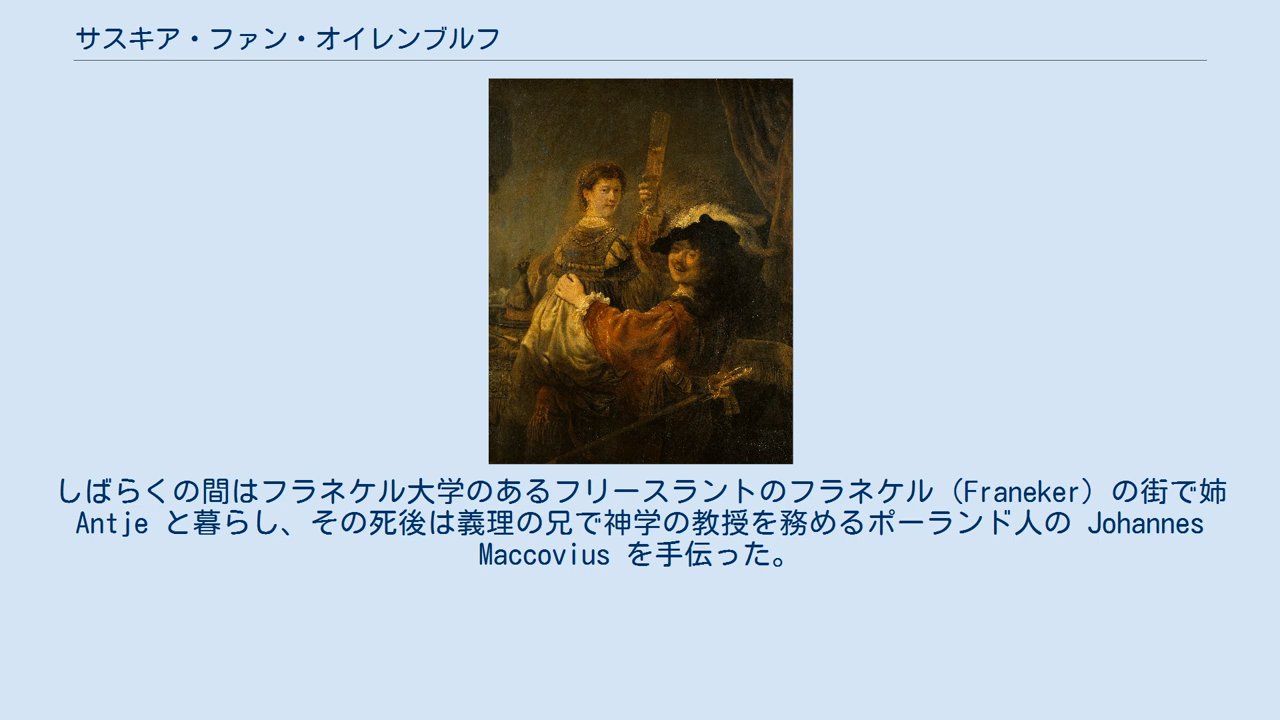 サスキア・ファン・オイレンブルフ
しばらくの間はフラネケル大学のあるフリースラントのフラネケル（Franeker）の街で姉
Antje と暮らし、その死後は義理の兄で神学の教授を務めるポーランド人の Johannes
Maccovius を手伝った。